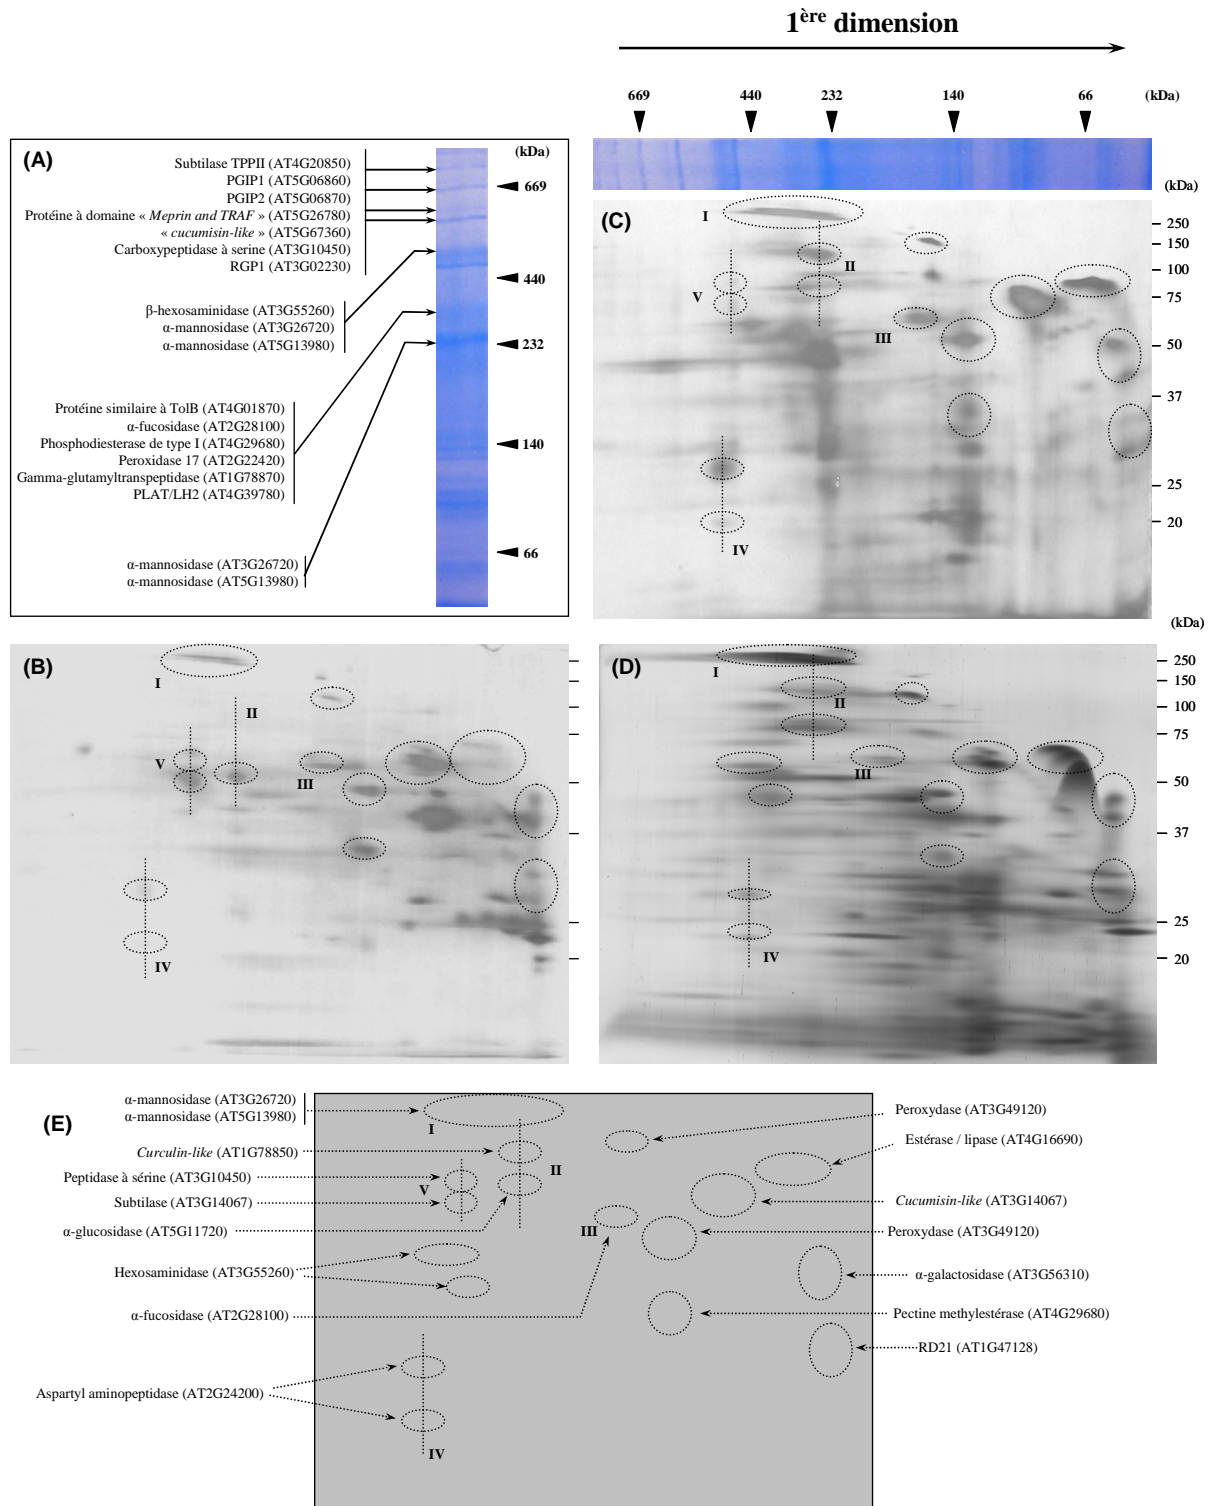 1ère dimension
669 440 232 140 66 (kDa)
(A)
(kDa)
Subtilase TPPII (AT4G20850)
PGIP1 (AT5G06860)
PGIP2 (AT5G06870)
Protéine à domaine « Meprin and TRAF » (AT5G26780)
« cucumisin-like » (AT5G67360)
Carboxypeptidase à serine (AT3G10450)
RGP1 (AT3G02230)
β-hexosaminidase (AT3G55260)
α-mannosidase (AT3G26720)
α-mannosidase (AT5G13980)
Protéine similaire à TolB (AT4G01870)
α-fucosidase (AT2G28100)
Phosphodiesterase de type I (AT4G29680)
Peroxidase 17 (AT2G22420)
Gamma-glutamyltranspeptidase (AT1G78870)
PLAT/LH2 (AT4G39780)
α-mannosidase (AT3G26720)
α-mannosidase (AT5G13980)
669
440
232
140
66
(kDa)
(C)
I
II
V
III
IV
250
150
100
75
50
37
25
20
(kDa)
(B)
I
II
V
III
IV
(D)
I
II
III
IV
250
150
100
75
50
37
25
20
(E)
α-mannosidase (AT3G26720)
α-mannosidase (AT5G13980)
Curculin-like (AT1G78850)
Peptidase à sérine (AT3G10450)
Subtilase (AT3G14067)
α-glucosidase (AT5G11720)
Hexosaminidase (AT3G55260)
α-fucosidase (AT2G28100)
Aspartyl aminopeptidase (AT2G24200)
I
II
V
III
IV
Peroxydase (AT3G49120)
Estérase / lipase (AT4G16690)
Cucumisin-like (AT3G14067)
Peroxydase (AT3G49120)
α-galactosidase (AT3G56310)
Pectine methylestérase (AT4G29680)
RD21 (AT1G47128)